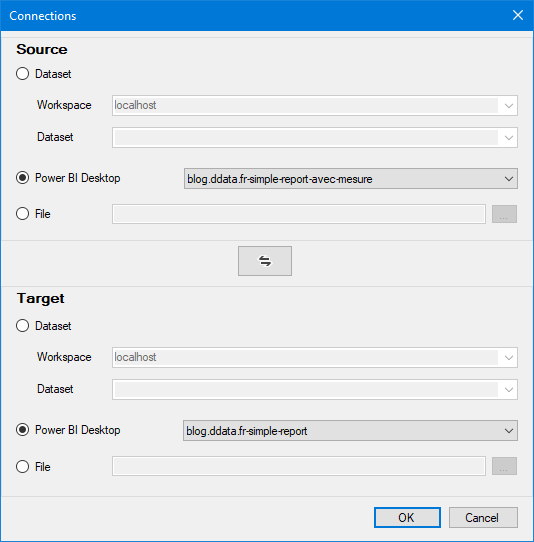 Connections
Source
Dataset
Workspace localhost
Dataset
Power BI Desktop blog.ddata.fr-simple-report-avec-mesure
File ...
Target
Dataset
Workspace localhost
Dataset
Power BI Desktop blog.ddata.fr-simple-report
File ...
OK Cancel